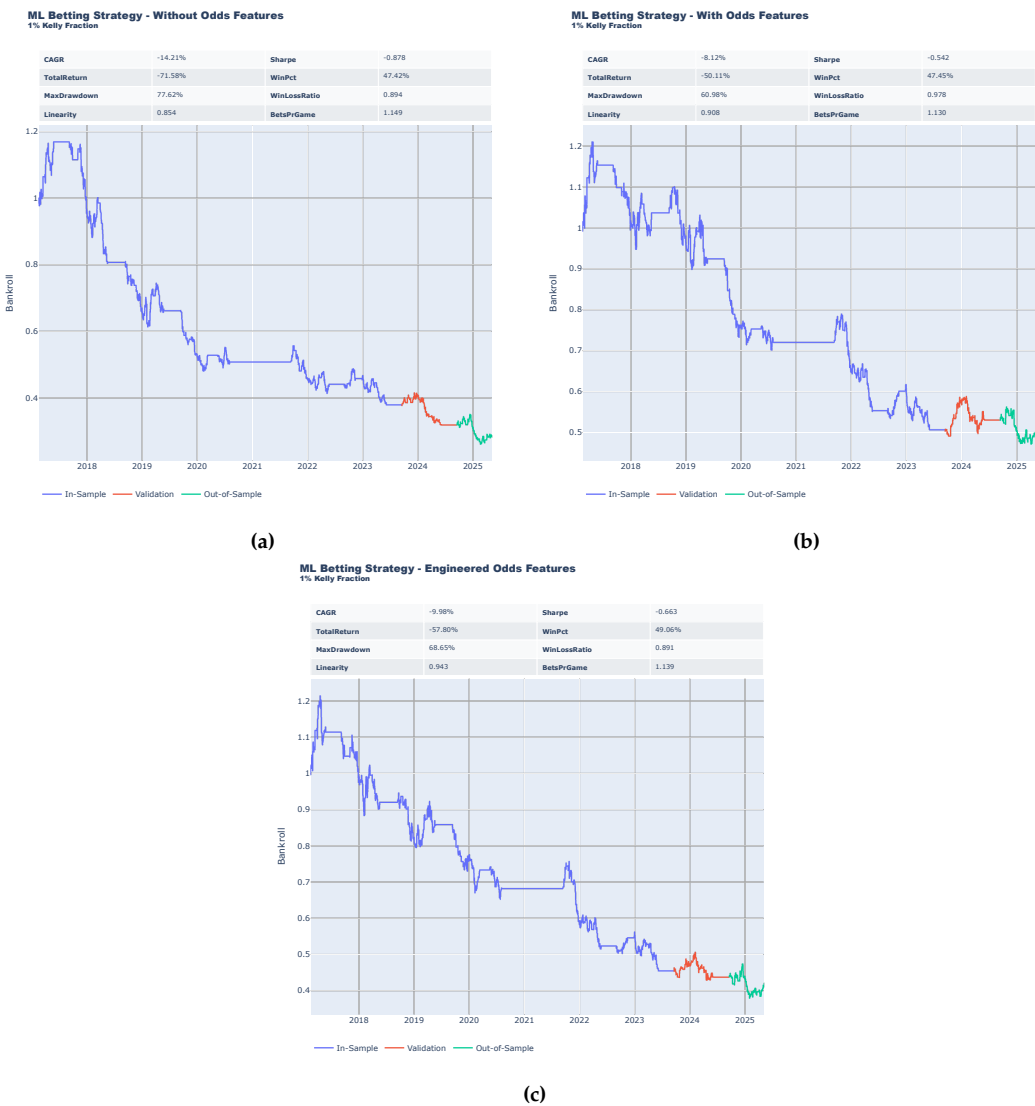 ML Betting Strategy - Without Odds Features
1% Kelly Fraction
CAGR -14.21% Sharpe -0.878
TotalReturn -71.58% WinPct 47.42%
MaxDrawdown 77.62% WinLossRatio 0.894
Linearity 0.854 BetsPrGame 1.149
1.2
1
0.8
0.6
0.4
Bankroll
2018 2019 2020 2021 2022 2023 2024 2025
In-Sample Validation Out-of-Sample
(a)
ML Betting Strategy - With Odds Features
1% Kelly Fraction
CAGR -8.12% Sharpe -0.542
TotalReturn -50.11% WinPct 47.45%
MaxDrawdown 60.98% WinLossRatio 0.978
Linearity 0.908 BetsPrGame 1.130
1.2
1.1
1
0.9
0.8
0.7
0.6
0.5
Bankroll
2018 2019 2020 2021 2022 2023 2024 2025
In-Sample Validation Out-of-Sample
(b)
ML Betting Strategy - Engineered Odds Features
1% Kelly Fraction
CAGR -9.98% Sharpe -0.663
TotalReturn -57.80% WinPct 49.06%
MaxDrawdown 68.65% WinLossRatio 0.891
Linearity 0.943 BetsPrGame 1.139
1.2
1.1
1
0.9
0.8
0.7
0.6
0.5
0.4
Bankroll
2018 2019 2020 2021 2022 2023 2024 2025
In-Sample Validation Out-of-Sample
(c)